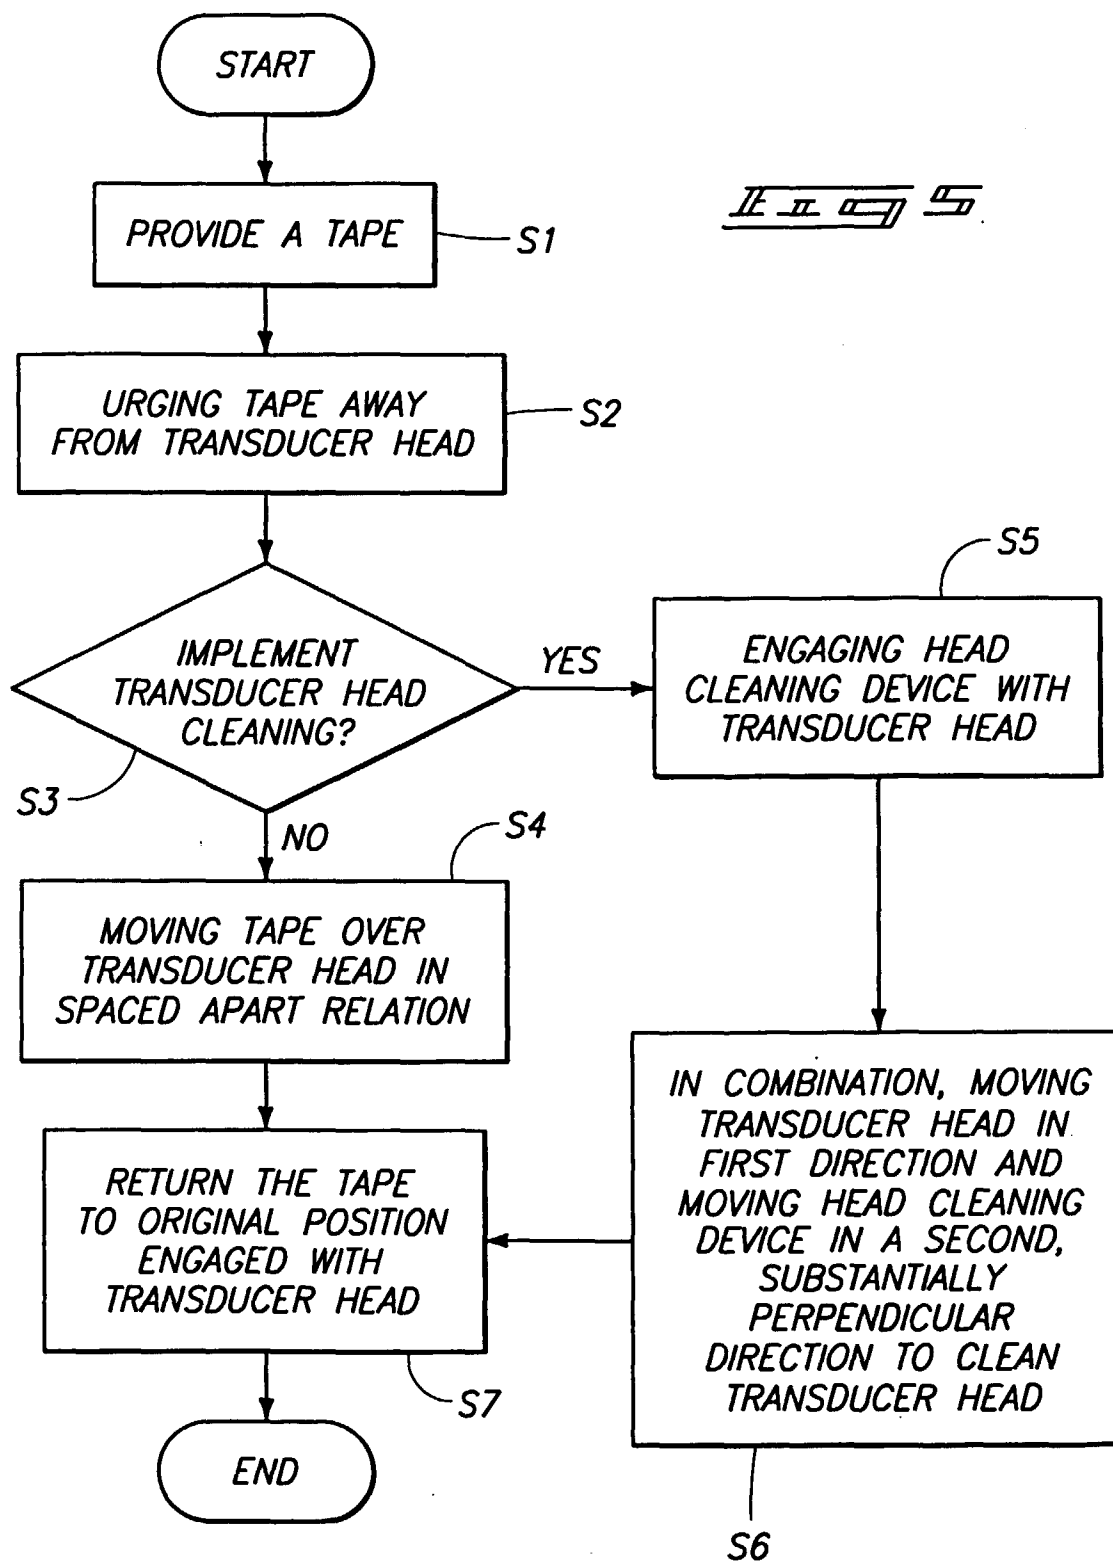 START
Fig 5
PROVIDE A TAPE
S1
URGING TAPE AWAY
FROM TRANSDUCER HEAD
S2
IMPLEMENT
TRANSDUCER HEAD
CLEANING?
S3
YES
NO
S5
ENGAGING HEAD
CLEANING DEVICE WITH
TRANSDUCER HEAD
S4
MOVING TAPE OVER
TRANSDUCER HEAD IN
SPACED APART RELATION
IN COMBINATION, MOVING
TRANSDUCER HEAD IN
FIRST DIRECTION AND
MOVING HEAD CLEANING
DEVICE IN A SECOND,
SUBSTANTIALLY
PERPENDICULAR
DIRECTION TO CLEAN
TRANSDUCER HEAD
S6
RETURN THE TAPE
TO ORIGINAL POSITION
ENGAGED WITH
TRANSDUCER HEAD
S7
END